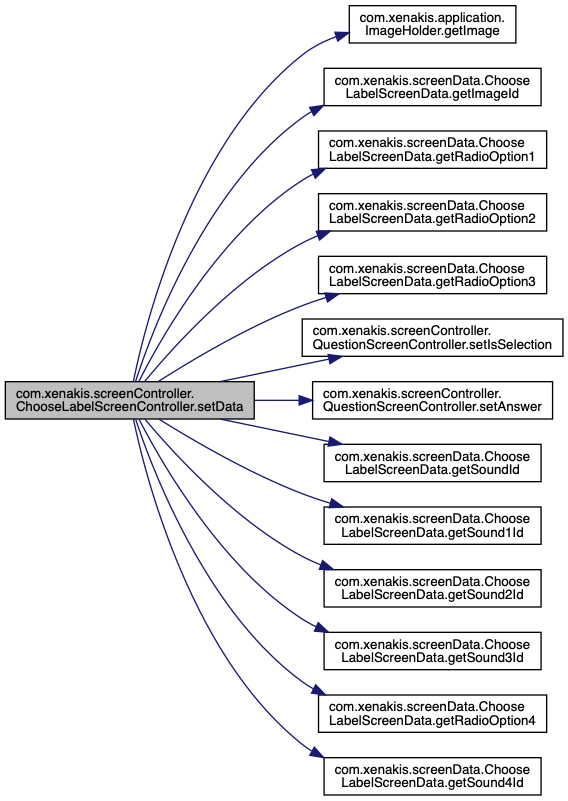 com.xenakis.application.
ImageHolder.getImage
com.xenakis.screenData.Choose
LabelScreenData.getImageId
com.xenakis.screenData.Choose
LabelScreenData.getRadioOption1
com.xenakis.screenData.Choose
LabelScreenData.getRadioOption2
com.xenakis.screenData.Choose
LabelScreenData.getRadioOption3
com.xenakis.screenController.
QuestionScreenController.setIsSelection
com.xenakis.screenController.
ChooseLabelScreenController.setData
com.xenakis.screenController.
QuestionScreenController.setAnswer
com.xenakis.screenData.Choose
LabelScreenData.getSoundId
com.xenakis.screenData.Choose
LabelScreenData.getSound1Id
com.xenakis.screenData.Choose
LabelScreenData.getSound2Id
com.xenakis.screenData.Choose
LabelScreenData.getSound3Id
com.xenakis.screenData.Choose
LabelScreenData.getRadioOption4
com.xenakis.screenData.Choose
LabelScreenData.getSound4Id